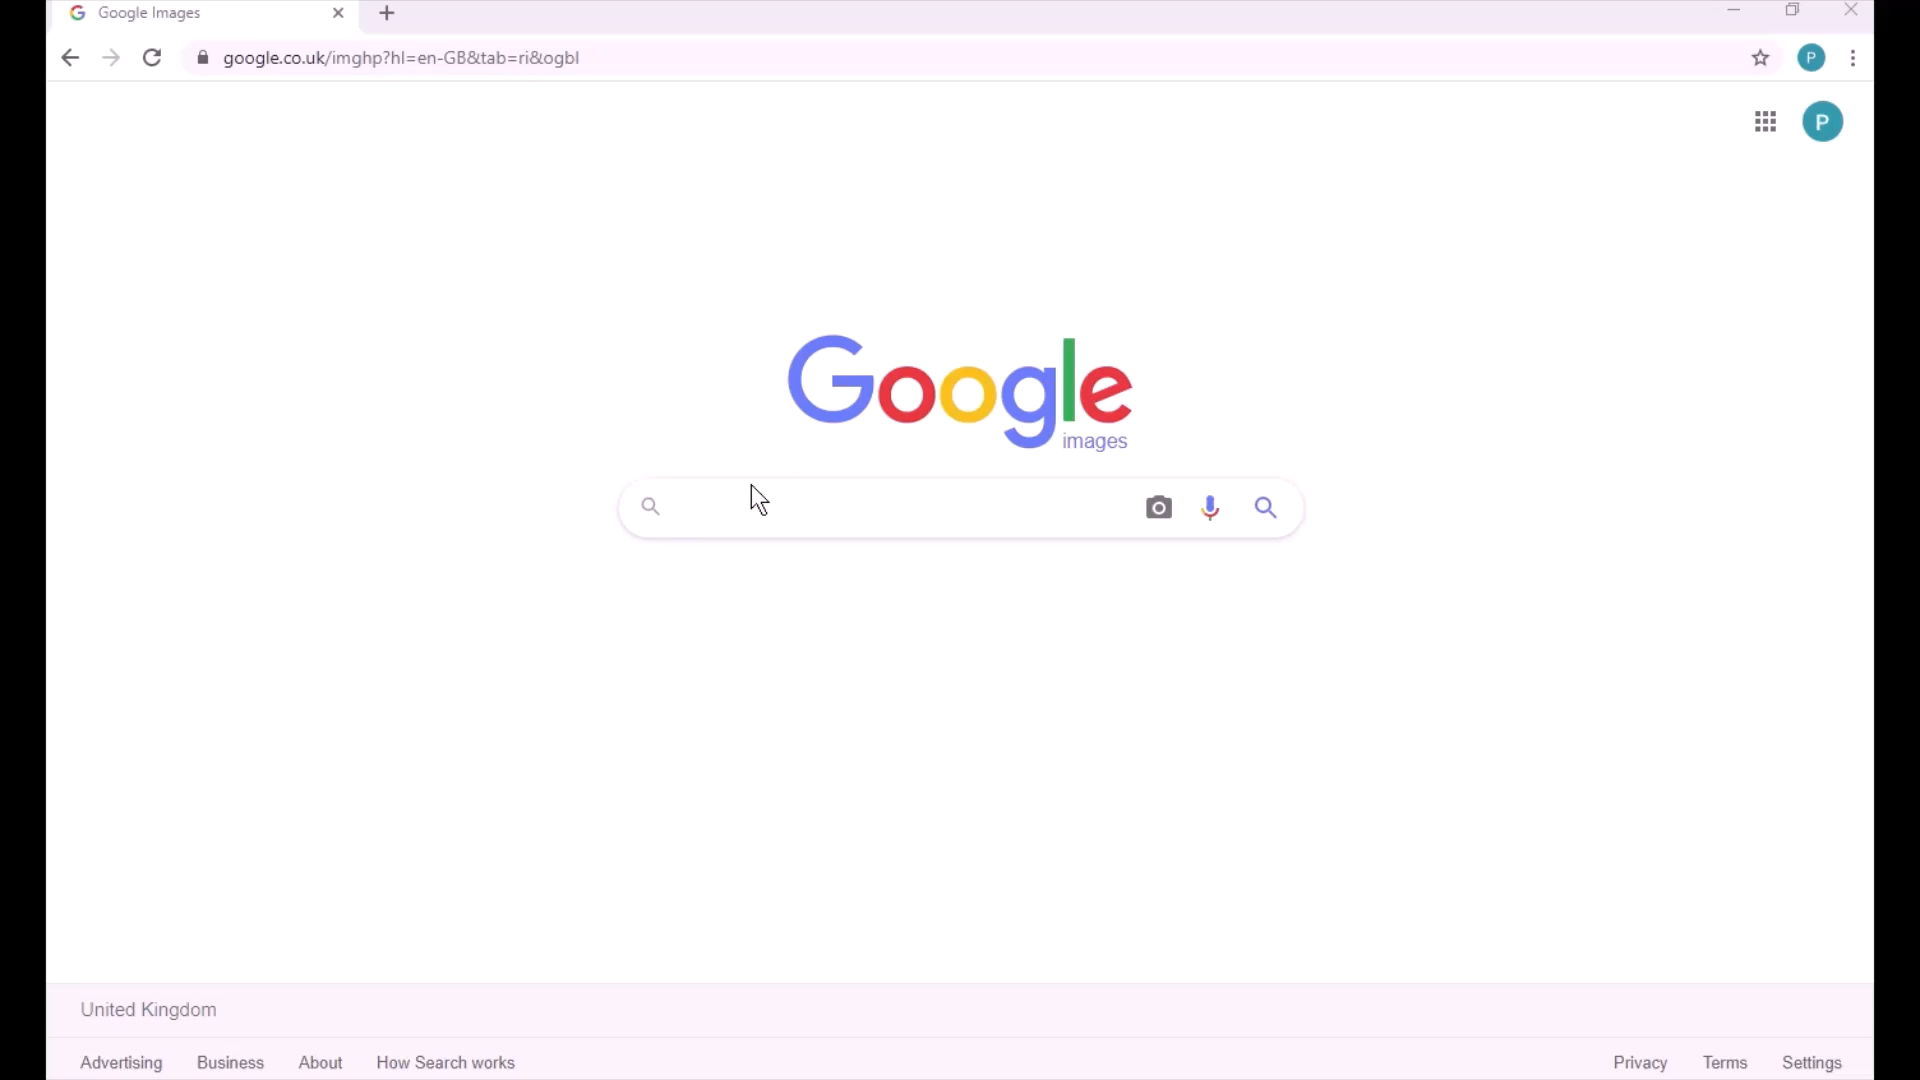 Google Images
google.co.uk/imghp?hl=en-GB&tab=ri&ogbl
P
P
Google
images
United Kingdom
Advertising Business About How Search works Privacy Terms Settings